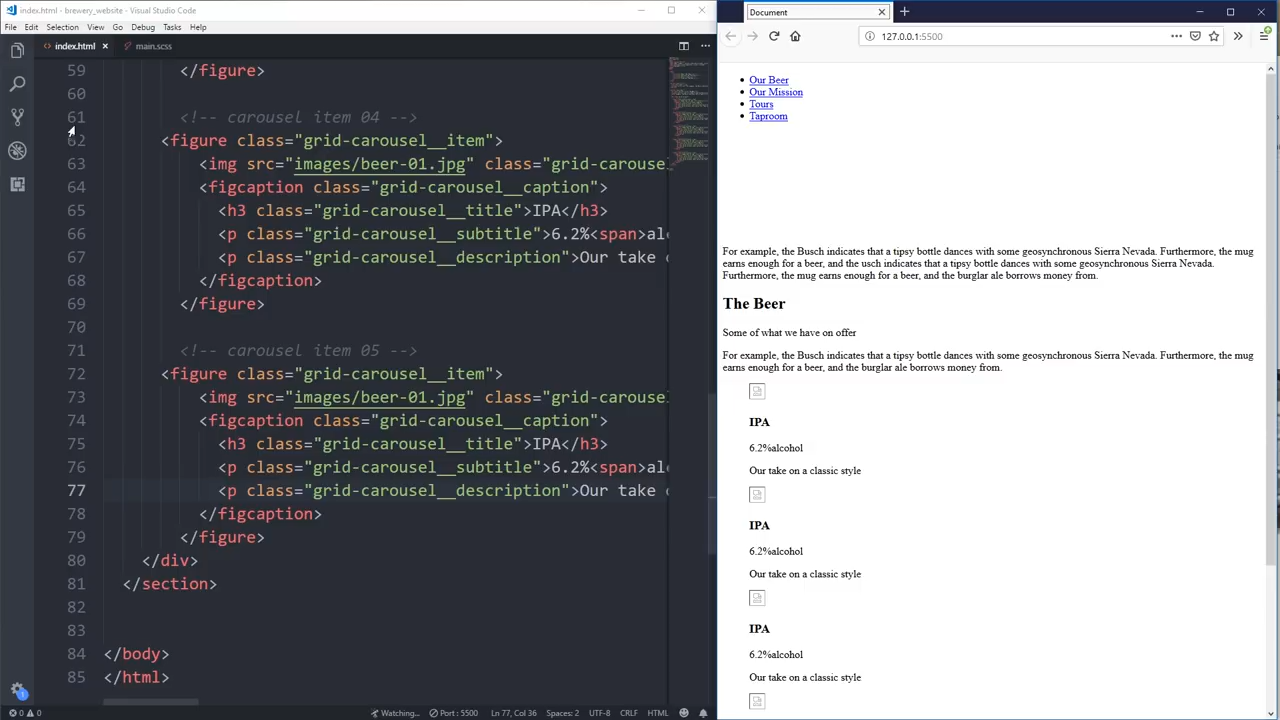 index.html - brewery_website - Visual Studio Code
File Edit Selection View Go Debug Tasks Help
index.html
main.scss
59 </figure>
60
61 <!-- carousel item 04 -->
62 <figure class="grid-carousel__item">
63 <img src="images/beer-01.jpg" class="grid-carouse
64 <figcaption class="grid-carousel__caption">
65 <h3 class="grid-carousel__title">IPA</h3>
66 <p class="grid-carousel__subtitle">6.2%<span>al
67 <p class="grid-carousel__description">Our take
68 </figcaption>
69 </figure>
70
71 <!-- carousel item 05 -->
72 <figure class="grid-carousel__item">
73 <img src="images/beer-01.jpg" class="grid-carouse
74 <figcaption class="grid-carousel__caption">
75 <h3 class="grid-carousel__title">IPA</h3>
76 <p class="grid-carousel__subtitle">6.2%<span>al
77 <p class="grid-carousel__description">Our take
78 </figcaption>
79 </figure>
80 </div>
81 </section>
82
83
84 </body>
85 </html>
1
0 0
Watching... Port : 5500 Ln 77, Col 36 Spaces: 2 UTF-8 CRLF HTML
Document
127.0.0.1:5500
Our Beer
Our Mission
Tours
Taproom
For example, the Busch indicates that a tipsy bottle dances with some geosynchronous Sierra Nevada. Furthermore, the mug
earns enough for a beer, and the usch indicates that a tipsy bottle dances with some geosynchronous Sierra Nevada.
Furthermore, the mug earns enough for a beer, and the burglar ale borrows money from.
The Beer
Some of what we have on offer
For example, the Busch indicates that a tipsy bottle dances with some geosynchronous Sierra Nevada. Furthermore, the mug
earns enough for a beer, and the burglar ale borrows money from.
IPA
6.2%alcohol
Our take on a classic style
IPA
6.2%alcohol
Our take on a classic style
IPA
6.2%alcohol
Our take on a classic style